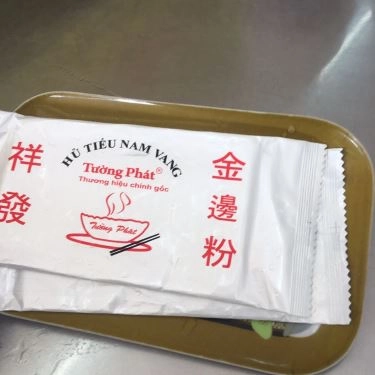 HỦ TIẾU NAM VANG
Tường Phát®
Thương hiệu chính gốc
Tường Phát
祥發
金邊粉